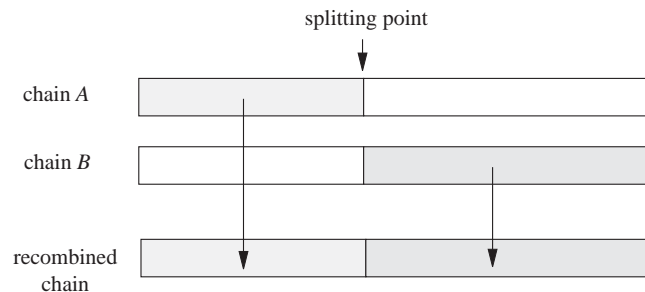 splitting point
chain A
chain B
recombined
chain